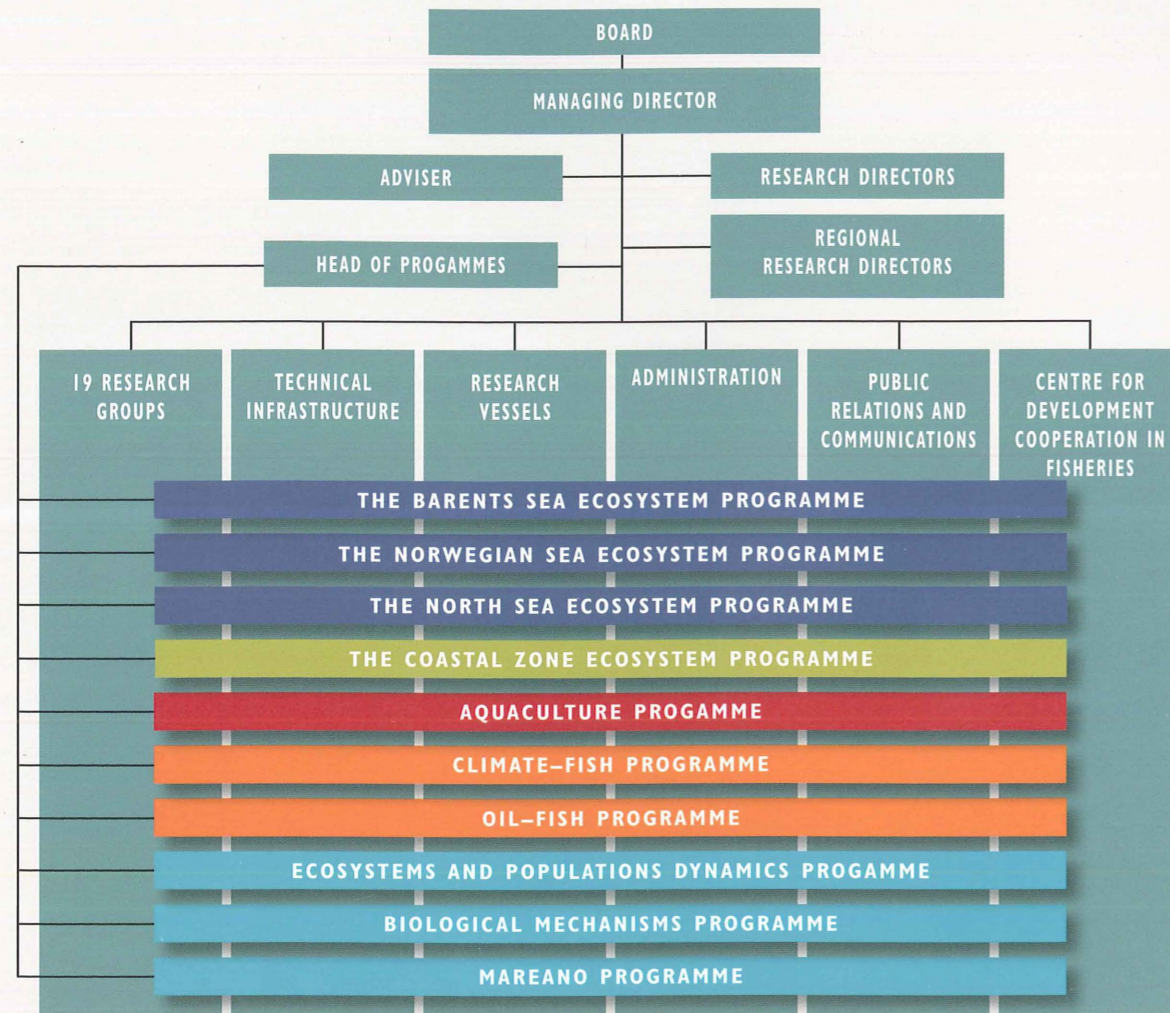 BOARD
MANAGING DIRECTOR
ADVISER
RESEARCH DIRECTORS
REGIONAL
RESEARCH DIRECTORS
HEAD OF PROGAMMES
19 RESEARCH
GROUPS
TECHNICAL
INFRASTRUCTURE
RESEARCH
VESSELS
ADMINISTRATION
PUBLIC
RELATIONS AND
COMMUNICATIONS
CENTRE FOR
DEVELOPMENT
COOPERATION IN
FISHERIES
THE BARENTS SEA ECOSYSTEM PROGRAMME
THE NORWEGIAN SEA ECOSYSTEM PROGRAMME
THE NORTH SEA ECOSYSTEM PROGRAMME
THE COASTAL ZONE ECOSYSTEM PROGRAMME
AQUACULTURE PROGAMME
CLIMATE–FISH PROGRAMME
OIL–FISH PROGRAMME
ECOSYSTEMS AND POPULATIONS DYNAMICS PROGAMME
BIOLOGICAL MECHANISMS PROGRAMME
MAREANO PROGRAMME